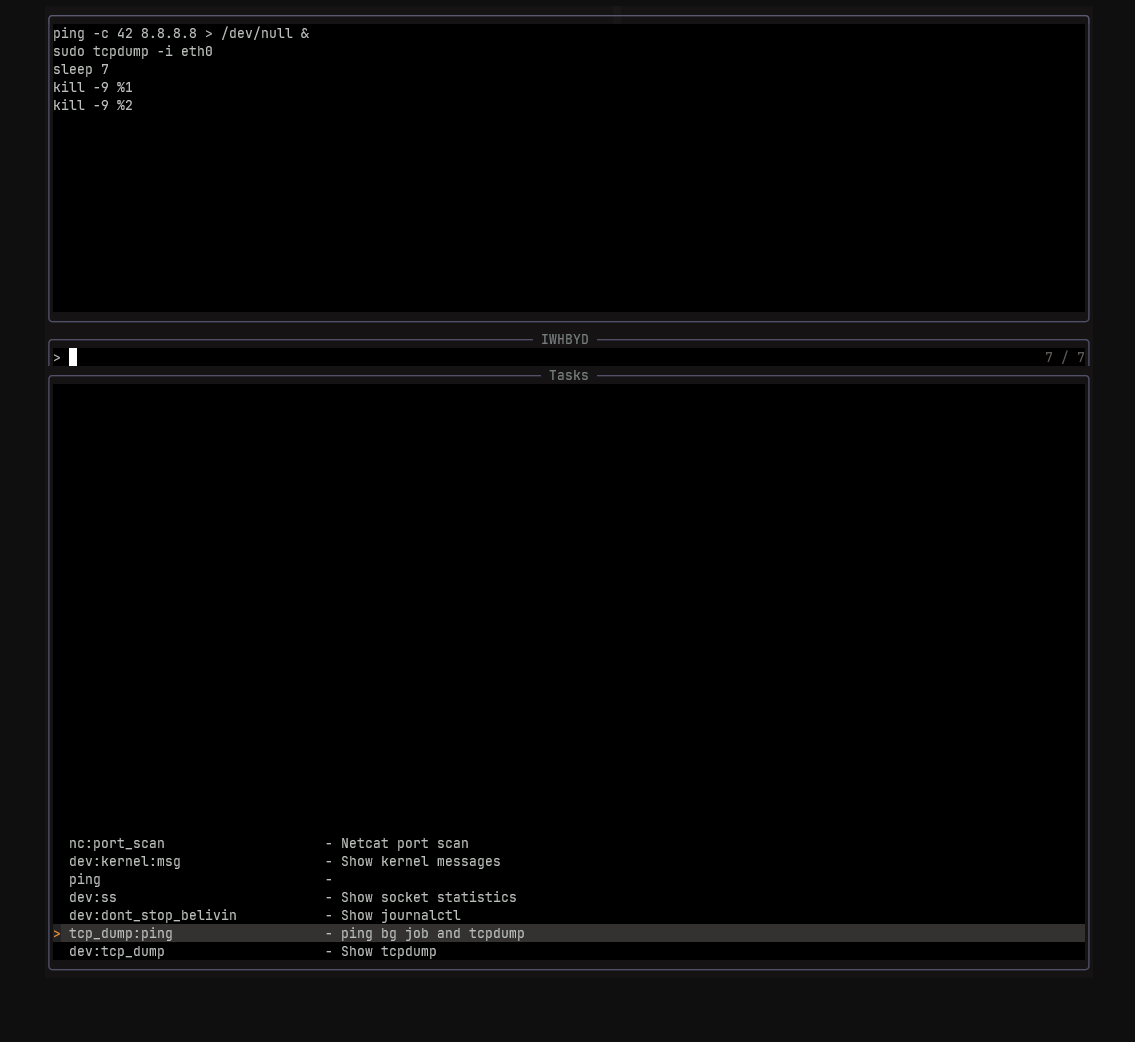 ping -c 42 8.8.8.8 > /dev/null &
sudo tcpdump -i eth0
sleep 7
kill -9 %1
kill -9 %2
IWHBYD
> 7 / 7
Tasks
nc:port_scan - Netcat port scan
dev:kernel:msg - Show kernel messages
ping -
dev:ss - Show socket statistics
dev:dont_stop_belivin - Show journalctl
> tcp_dump:ping - ping bg job and tcpdump
dev:tcp_dump - Show tcpdump